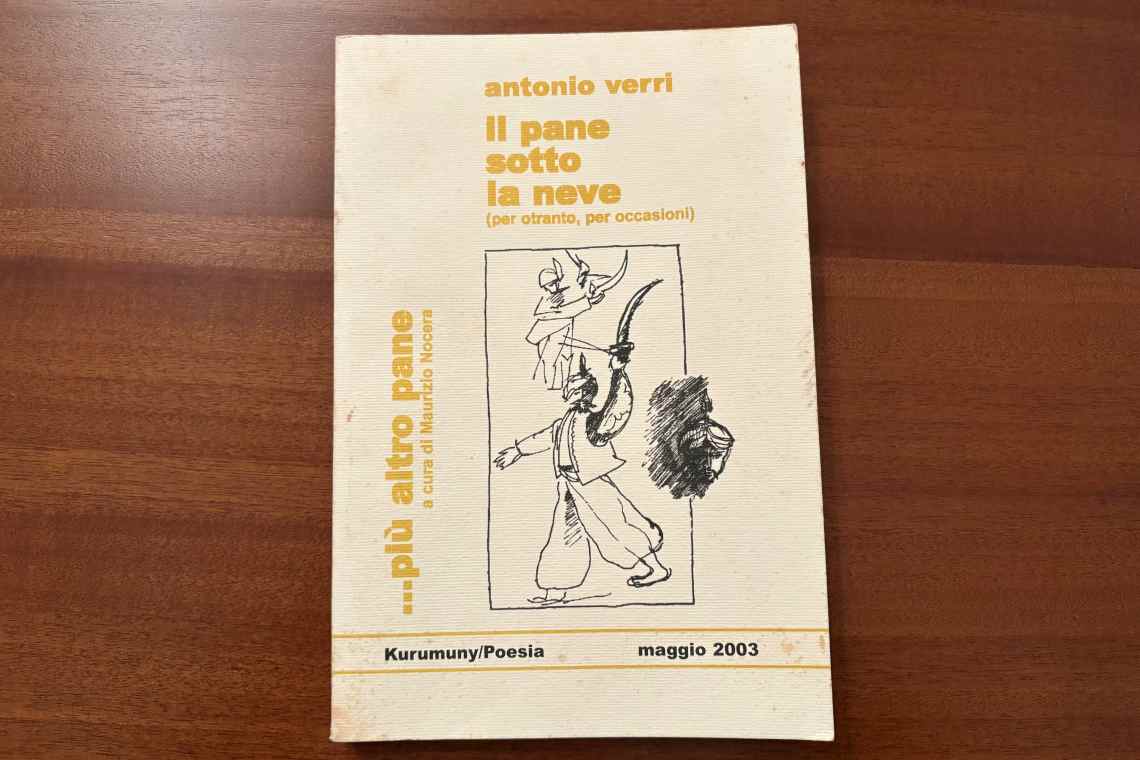 antonio verri
Il pane
sotto
la neve
(per otranto, per occasioni)
...più altro pane
a cura di Maurizio Nocera
Kurumuny/Poesia
maggio 2003